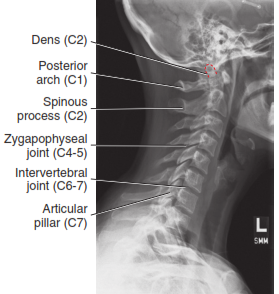 Dens (C2)
Posterior
arch (C1)
Spinous
process (C2)
Zygapophyseal
joint (C4-5)
Intervertebral
joint (C6-7)
Articular
pillar (C7)
L
5MM